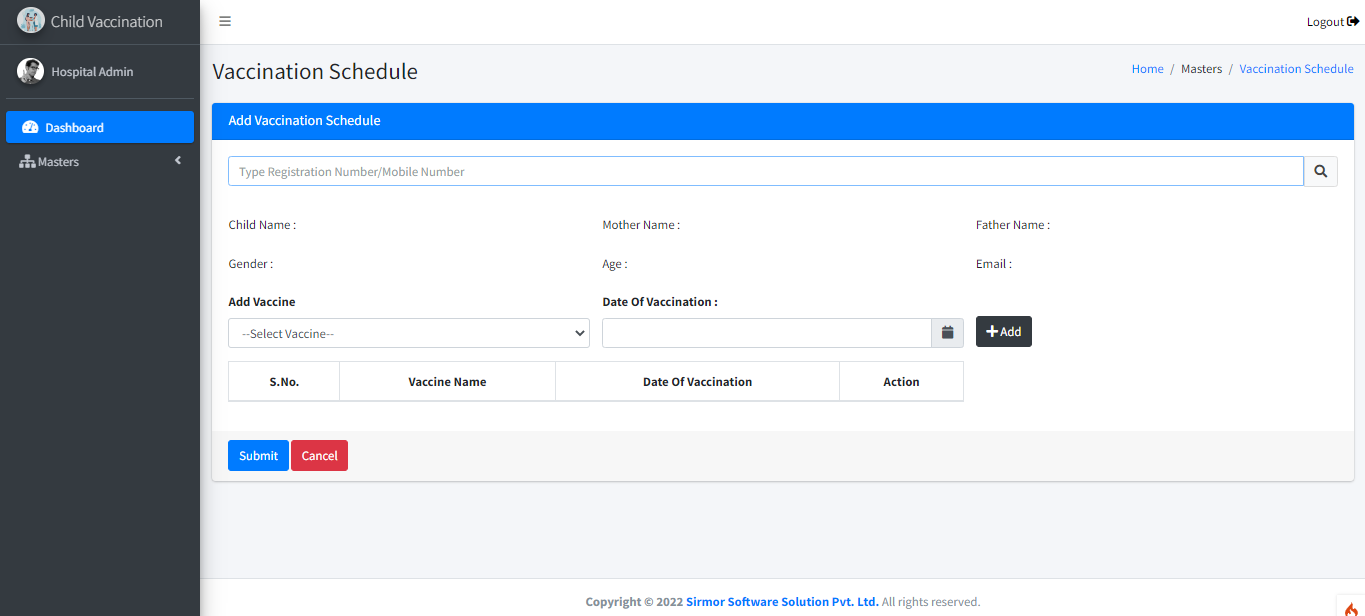 Child Vaccination
Logout
Hospital Admin
Vaccination Schedule
Home / Masters / Vaccination Schedule
Dashboard
Masters
Add Vaccination Schedule
Type Registration Number/Mobile Number
Child Name :
Mother Name :
Father Name :
Gender :
Age :
Email :
Add Vaccine
Date Of Vaccination :
--Select Vaccine--
Add
S.No.
Vaccine Name
Date Of Vaccination
Action
Submit
Cancel
Copyright © 2022 Sirmor Software Solution Pvt. Ltd. All rights reserved.